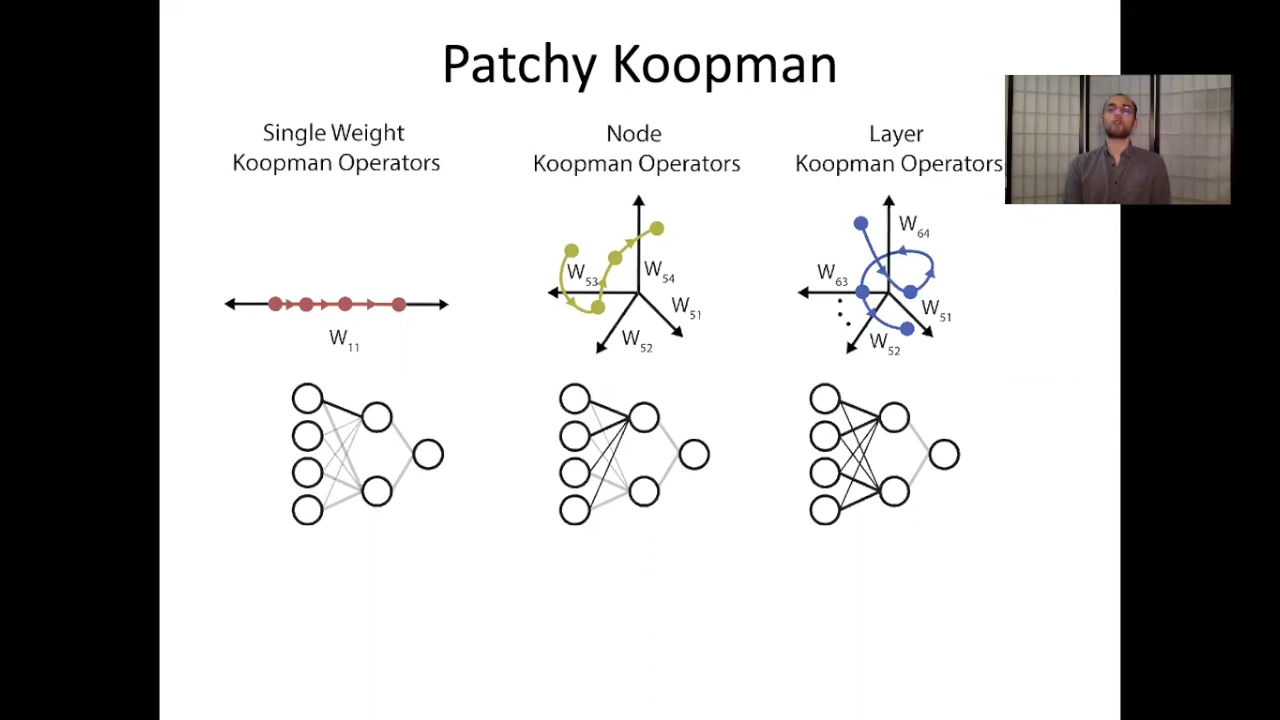 Patchy Koopman
Single Weight
Koopman Operators
Node
Koopman Operators
Layer
Koopman Operators
W11
W53
W54
W51
W52
W64
W63
W51
W52